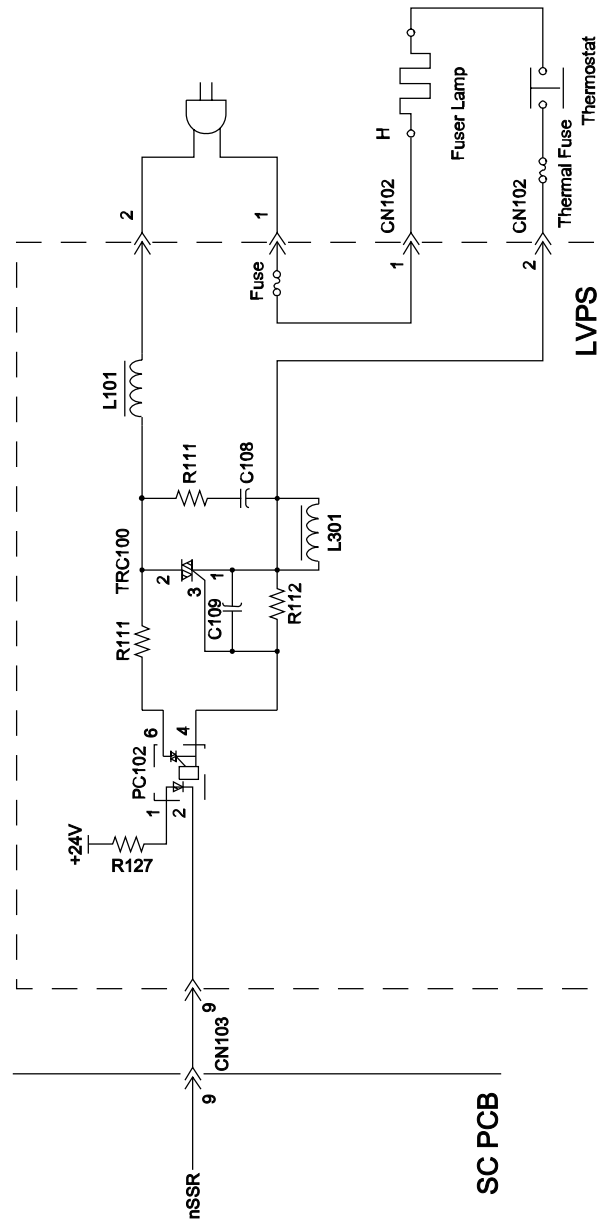 2
1
Fuse
L101
LVPS
CN102
1
CN102
2
H
Fuser Lamp
Thermal Fuse
Thermostat
R111
C108
L301
TRC100
2
3
1
C109
R112
R111
6
4
PC102
1
2
+24V
R127
9
CN103
9
nSSR
SC PCB